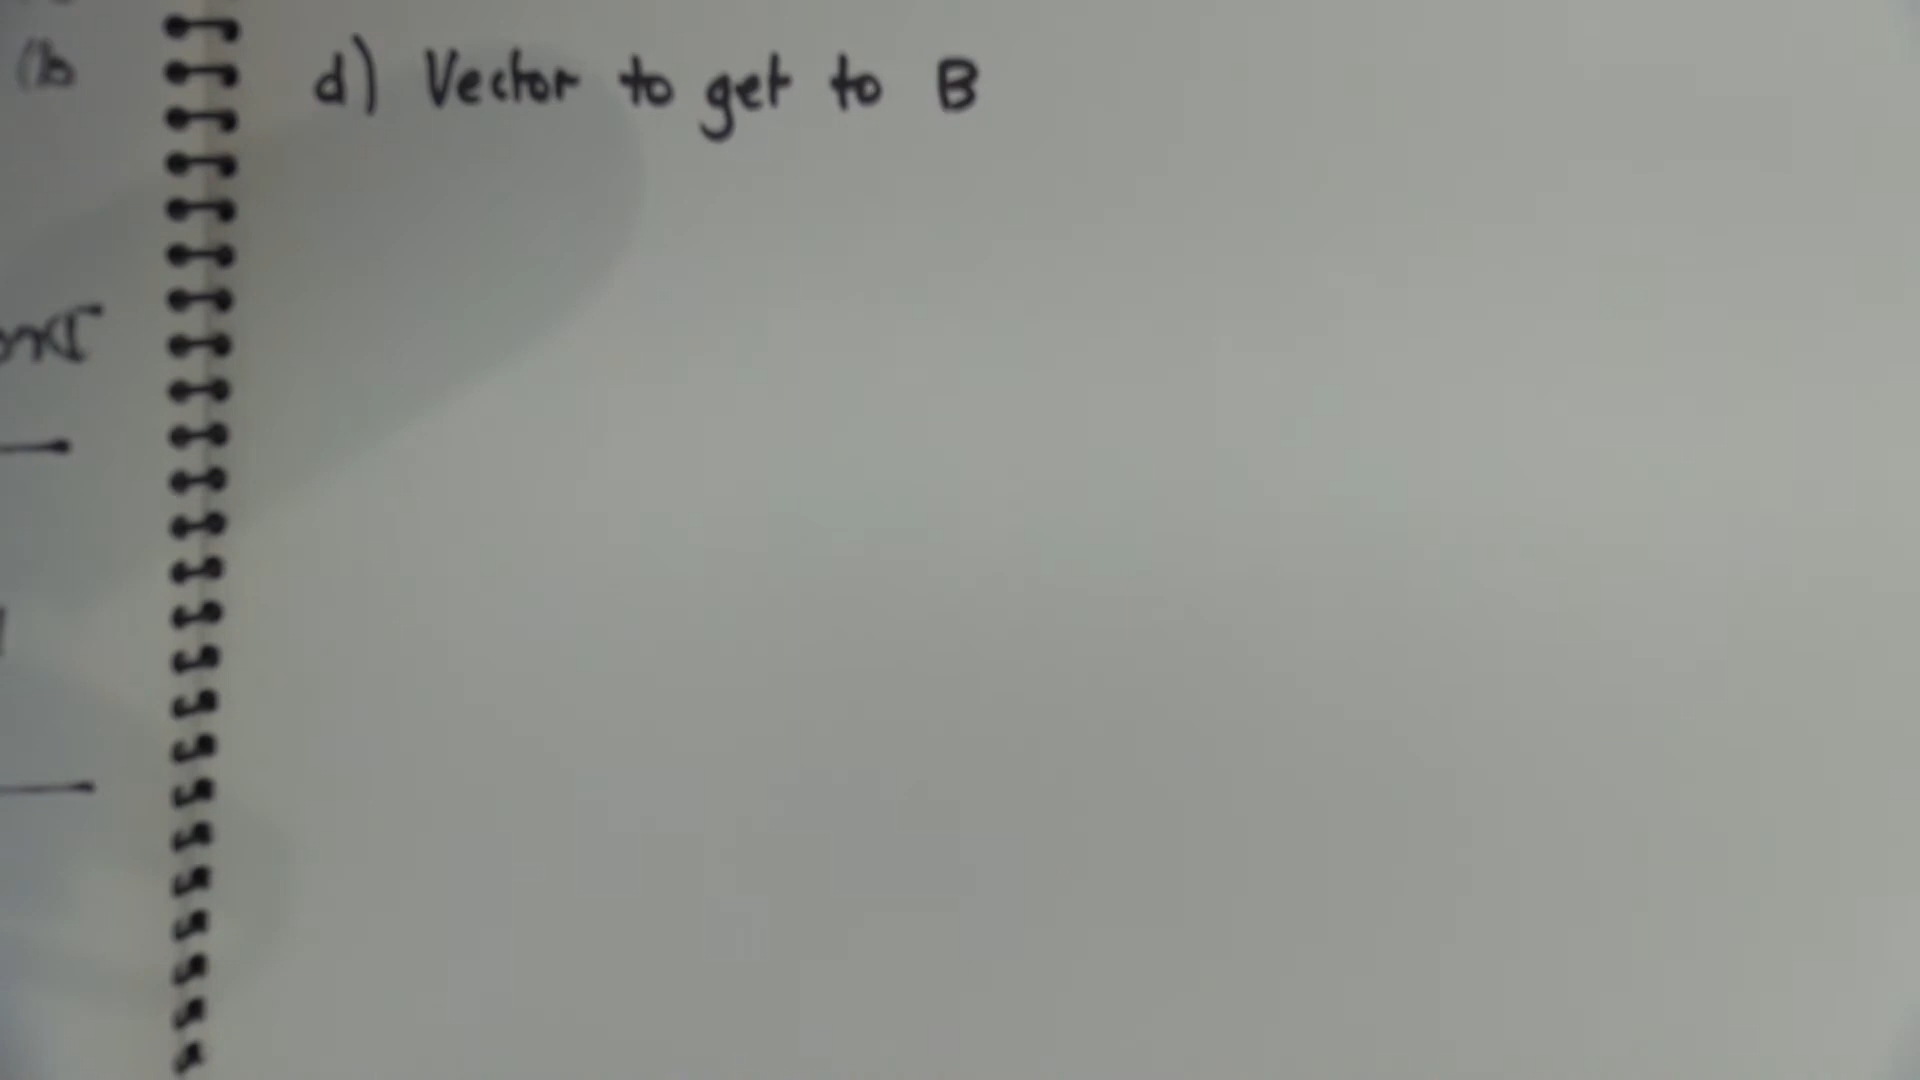 d) Vector to get to B